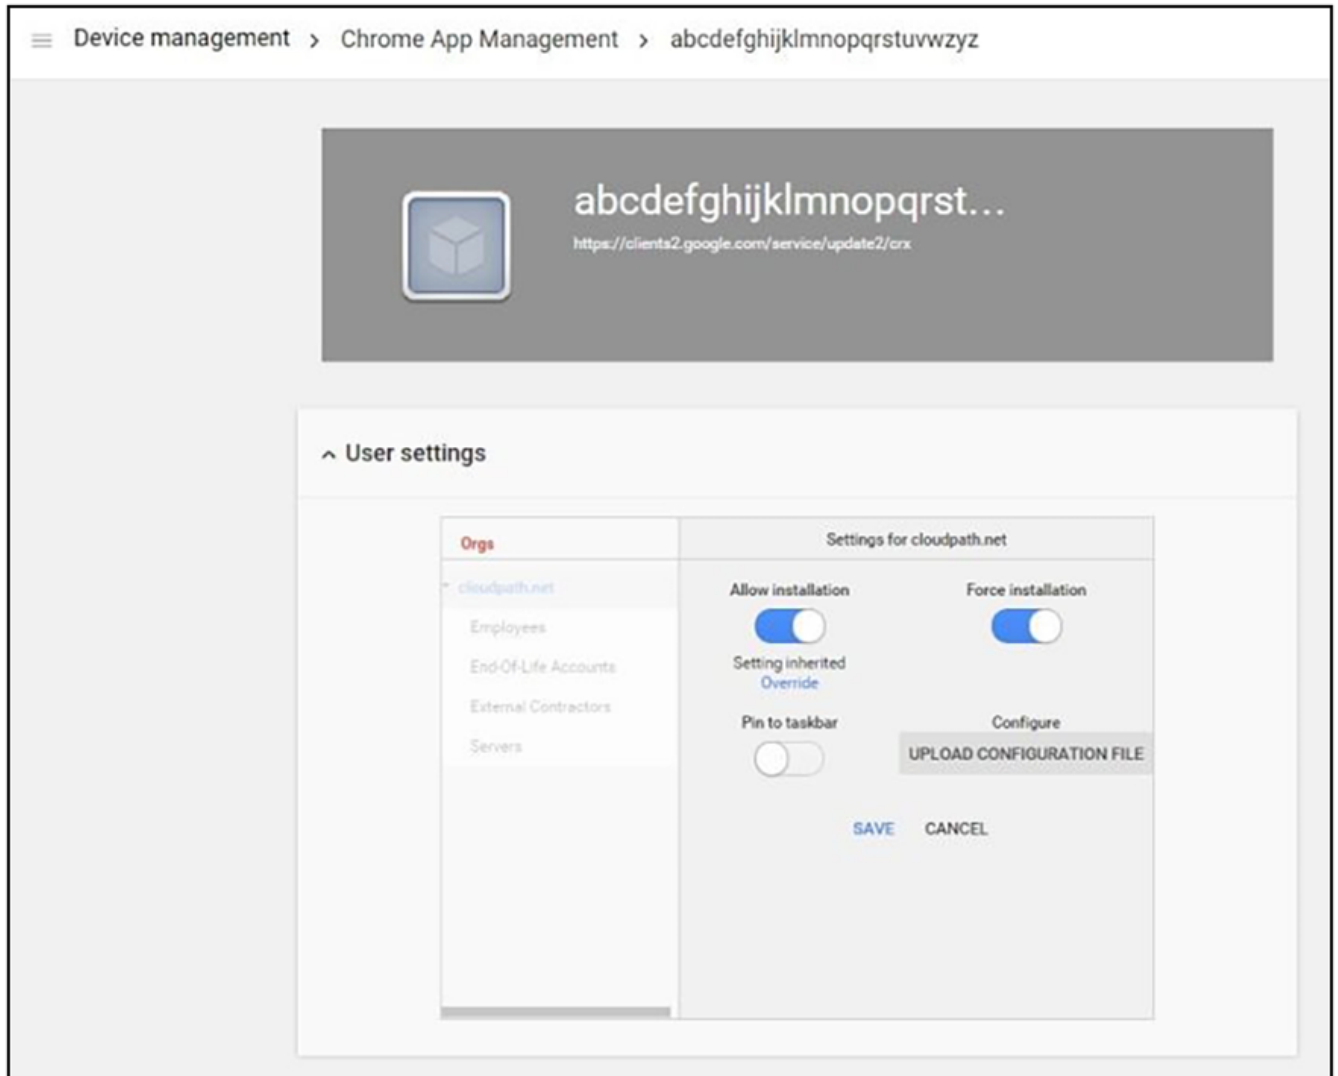 Device management > Chrome App Management > abcdefghijklmnopqrstuvwzyz
abcdefghijklmnopqrst...
https://clients2.google.com/service/update2/crx
User settings
Orgs
Settings for cloudpath.net
cloudpath.net
Employees
End-Of-Life Accounts
External Contractors
Servers
Allow installation
Force installation
Setting inherited
Override
Pin to taskbar
Configure
UPLOAD CONFIGURATION FILE
SAVE CANCEL